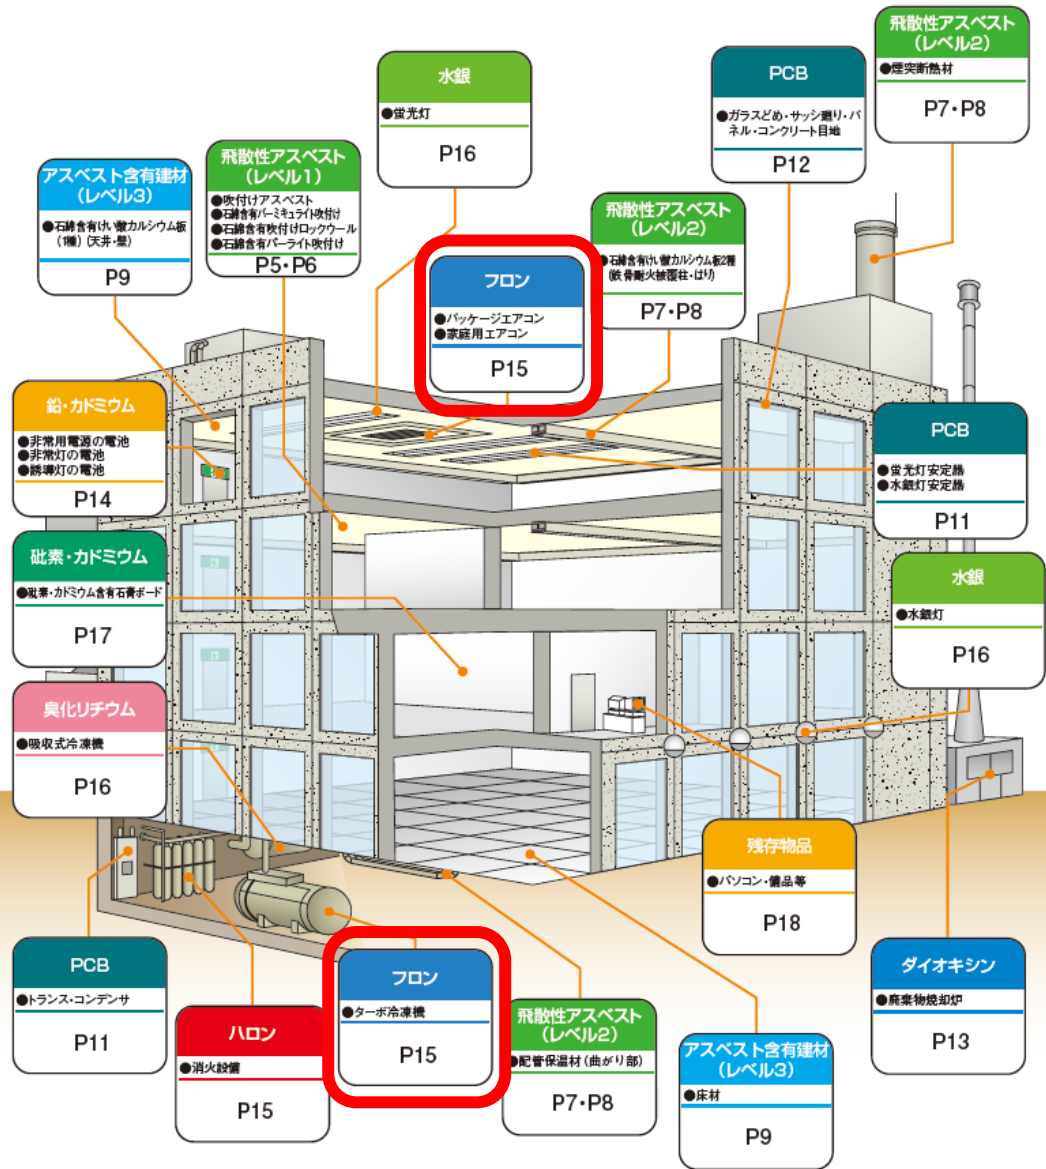 飛散性アスベスト
(レベル2)
●煙突断熱材
P7・P8
水銀
●蛍光灯
P16
PCB
●ガラスどめ・サッシ廻り・パ
ネル・コンクリート目地
P12
飛散性アスベスト
(レベル1)
●吹付けアスベスト
●石綿含有バーミキュライト吹付け
●石綿含有吹付けロックウール
●石綿含有パーライト吹付け
P5・P6
アスベスト含有建材
(レベル3)
●石綿含有けい酸カルシウム板
(1種)(天井・壁)
P9
飛散性アスベスト
(レベル2)
●石綿含有けい酸カルシウム板2種
(鉄骨耐火被覆柱・はり)
P7・P8
フロン
●パッケージエアコン
●家庭用エアコン
P15
鉛・カドミウム
●非常用電源の電池
●非常灯の電池
●誘導灯の電池
P14
PCB
●蛍光灯安定器
●水銀灯安定器
P11
砒素・カドミウム
●砒素・カドミウム含有石膏ボード
P17
水銀
●水銀灯
P16
臭化リチウム
●吸収式冷凍機
P16
残存物品
●パソコン・備品等
P18
PCB
●トランス・コンデンサ
P11
ハロン
●消火設備
P15
フロン
●ターボ冷凍機
P15
飛散性アスベスト
(レベル2)
●配管保温材(曲がり部)
P7・P8
アスベスト含有建材
(レベル3)
●床材
P9
ダイオキシン
●廃棄物焼却炉
P13